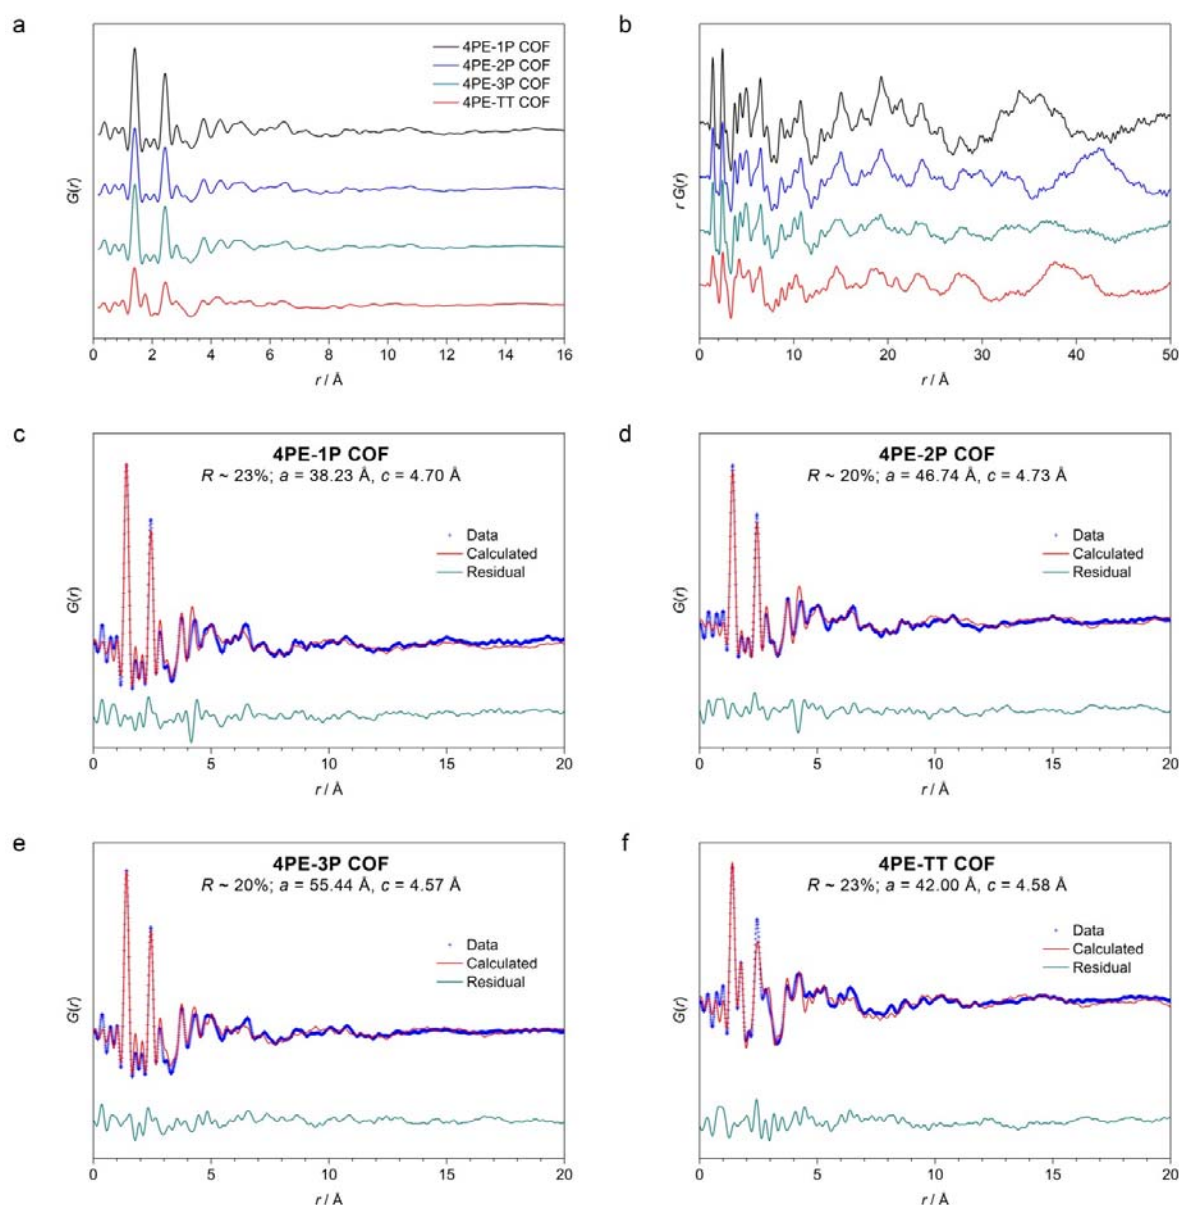 a
4PE-1P COF
4PE-2P COF
4PE-3P COF
4PE-TT COF
G(r)
0 2 4 6 8 10 12 14 16
r / Å
b
r G(r)
0 10 20 30 40 50
r / Å
c
4PE-1P COF
R ~ 23%; a = 38.23 Å, c = 4.70 Å
Data
Calculated
Residual
G(r)
0 5 10 15 20
r / Å
d
4PE-2P COF
R ~ 20%; a = 46.74 Å, c = 4.73 Å
Data
Calculated
Residual
G(r)
0 5 10 15 20
r / Å
e
4PE-3P COF
R ~ 20%; a = 55.44 Å, c = 4.57 Å
Data
Calculated
Residual
G(r)
0 5 10 15 20
r / Å
f
4PE-TT COF
R ~ 23%; a = 42.00 Å, c = 4.58 Å
Data
Calculated
Residual
G(r)
0 5 10 15 20
r / Å